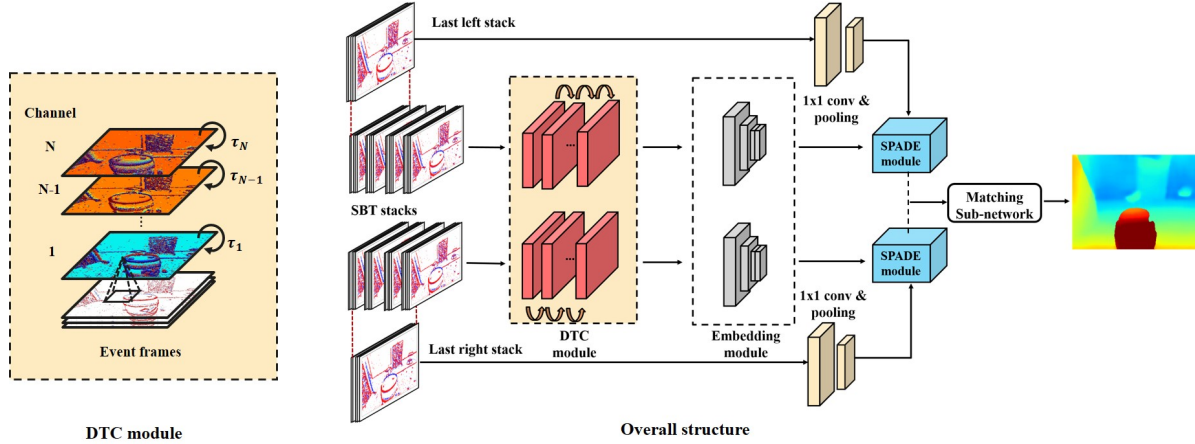 Channel
N
τN
N-1
τN−1
1
τ1
Event frames
DTC module
Last left stack
1x1 conv &
pooling
SPADE
module
SBT stacks
Matching
Sub-network
SPADE
module
1x1 conv &
pooling
Last right stack
DTC
module
Embedding
module
Overall structure